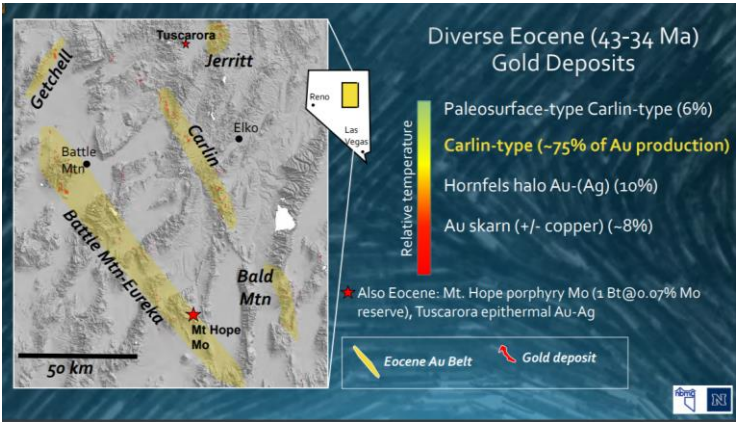 Tuscarora
Jerritt
Getchell
Carlin
Elko
Battle
Mtn
Battle Mtn-Eureka
Bald
Mtn
Mt Hope
Mo
50 km
Reno
Las
Vegas
Diverse Eocene (43-34 Ma)
Gold Deposits
Relative temperature
Paleosurface-type Carlin-type (6%)
Carlin-type (~75% of Au production)
Hornfels halo Au-(Ag) (10%)
Au skarn (+/- copper) (~8%)
Also Eocene: Mt. Hope porphyry Mo (1 Bt@0.07% Mo
reserve), Tuscarora epithermal Au-Ag
Eocene Au Belt
Gold deposit
nbmg
N